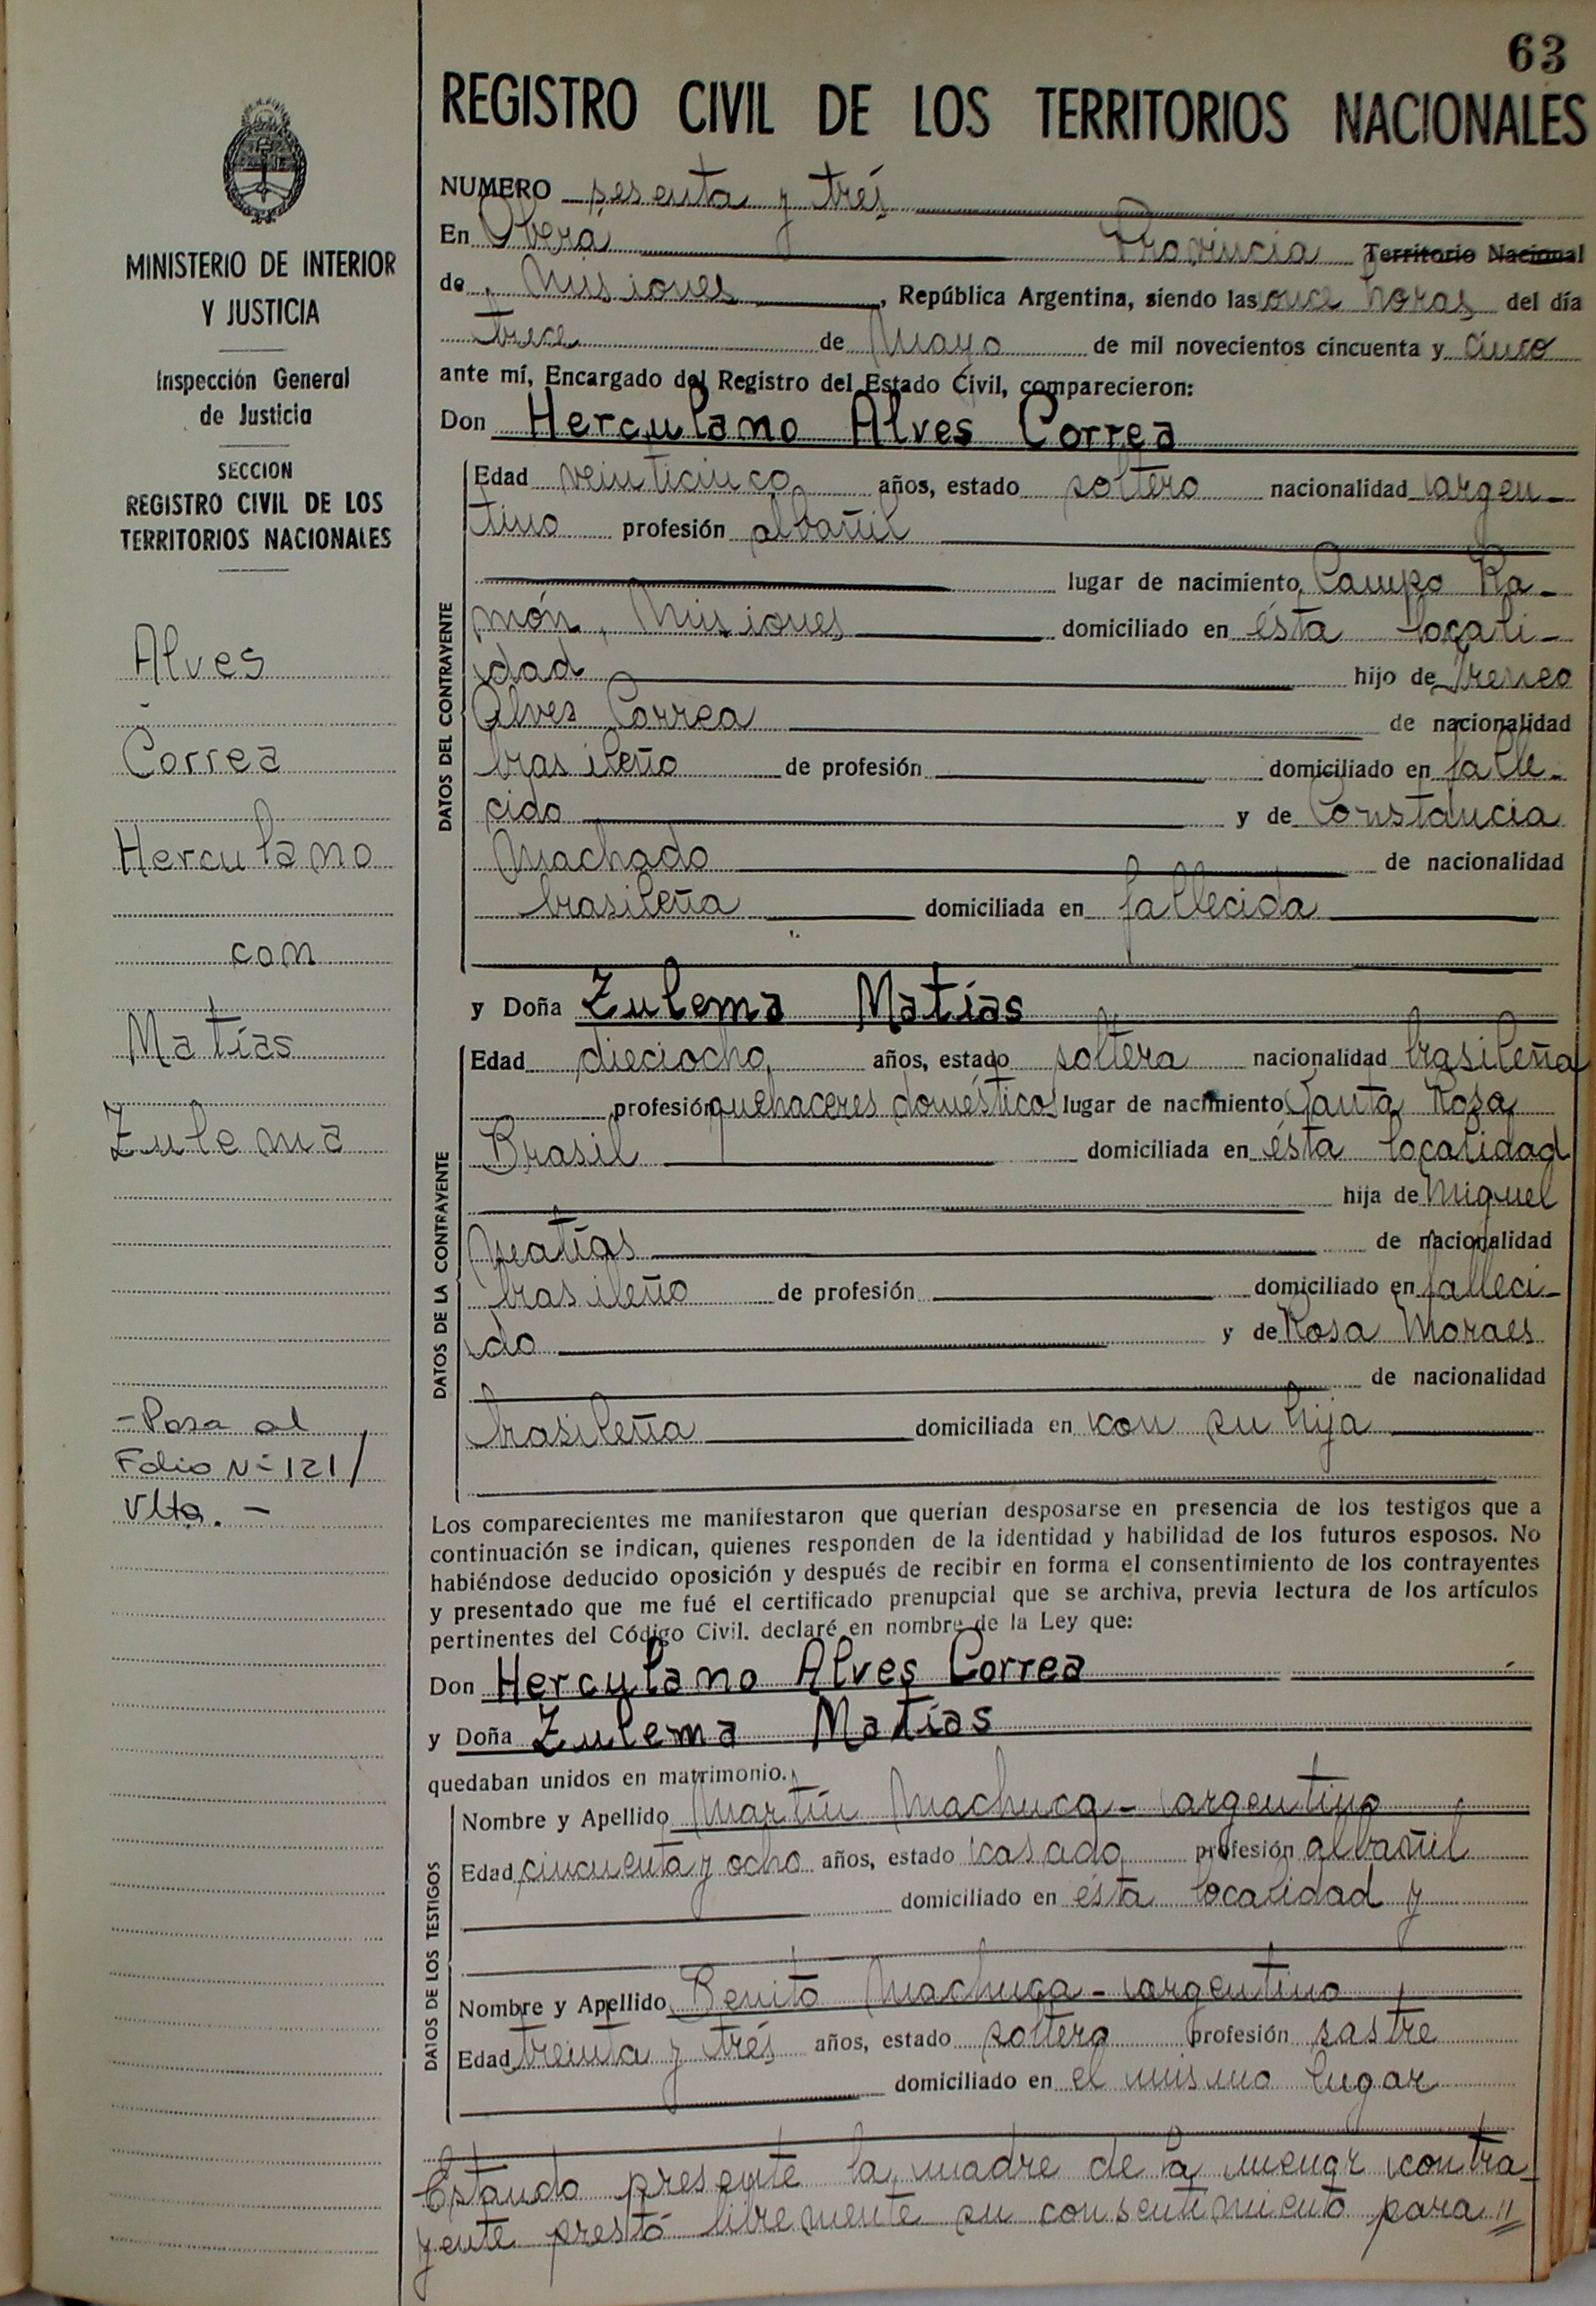 63
REGISTRO CIVIL DE LOS TERRITORIOS NACIONALES
MINISTERIO DE INTERIOR
Y JUSTICIA
Inspección General
de Justicia
SECCION
REGISTRO CIVIL DE LOS
TERRITORIOS NACIONALES
Alves
Correa
Herculano
con
Matías
Zulema
- Pasa al
Folio Nº 121/
Vlta. -
NUMERO sesenta y trés
En Oberá Provincia Territorio Nacional
de Misiones, República Argentina, siendo las once horas del día
trece de Mayo de mil novecientos cincuenta y cinco
ante mí, Encargado del Registro del Estado Civil, comparecieron:
Don Herculano Alves Correa
DATOS DEL CONTRAYENTE
Edad veinticinco años, estado soltero nacionalidad argen-
tino profesión albañil
lugar de nacimiento Campo Ra-
món, Misiones domiciliado en ésta locali-
dad hijo de Ireneo
Alves Correa de nacionalidad
brasileño de profesión domiciliado en falle-
cido y de Constancia
Machado de nacionalidad
brasileña domiciliada en fallecida
y Doña Zulema Matías
DATOS DE LA CONTRAYENTE
Edad dieciocho años, estado soltera nacionalidad brasileña
profesión quehaceres domésticos lugar de nacimiento Santa Rosa
Brasil domiciliada en ésta localidad
hija de Miguel
Matías de nacionalidad
brasileño de profesión domiciliado en falleci-
do y de Rosa Moraes
de nacionalidad
brasileña domiciliada en con su hija
Los comparecientes me manifestaron que querían desposarse en presencia de los testigos que a
continuación se indican, quienes responden de la identidad y habilidad de los futuros esposos. No
habiéndose deducido oposición y después de recibir en forma el consentimiento de los contrayentes
y presentado que me fué el certificado prenupcial que se archiva, previa lectura de los artículos
pertinentes del Código Civil. declaré en nombre de la Ley que:
Don Herculano Alves Correa
y Doña Zulema Matías
quedaban unidos en matrimonio.
DATOS DE LOS TESTIGOS
Nombre y Apellido Martín Machuca - argentino
Edad cincuenta y ocho años, estado casado profesión albañil
domiciliado en ésta localidad y
Nombre y Apellido Benito Machuca - argentino
Edad treinta y trés años, estado soltero profesión sastre
domiciliado en el mismo lugar
Estando presente la madre de la menor contra-
yente prestó libremente su consentimiento para //